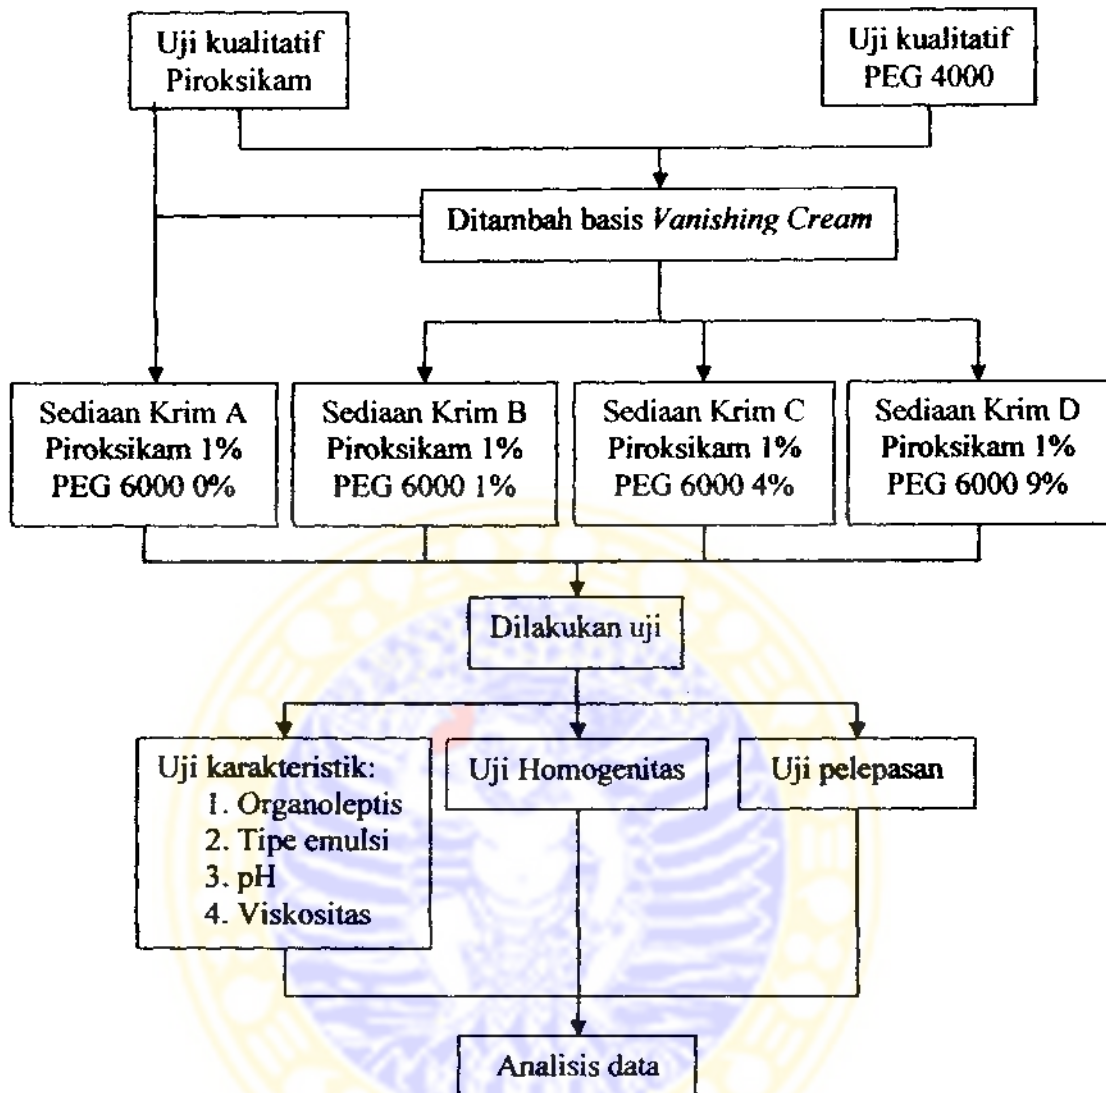 Uji kualitatif
Piroksikam
Uji kualitatif
PEG 4000
Ditambah basis Vanishing Cream
Sediaan Krim A
Piroksikam 1%
PEG 6000 0%
Sediaan Krim B
Piroksikam 1%
PEG 6000 1%
Sediaan Krim C
Piroksikam 1%
PEG 6000 4%
Sediaan Krim D
Piroksikam 1%
PEG 6000 9%
Dilakukan uji
Uji karakteristik:
1. Organoleptis
2. Tipe emulsi
3. pH
4. Viskositas
Uji Homogenitas
Uji pelepasan
Analisis data